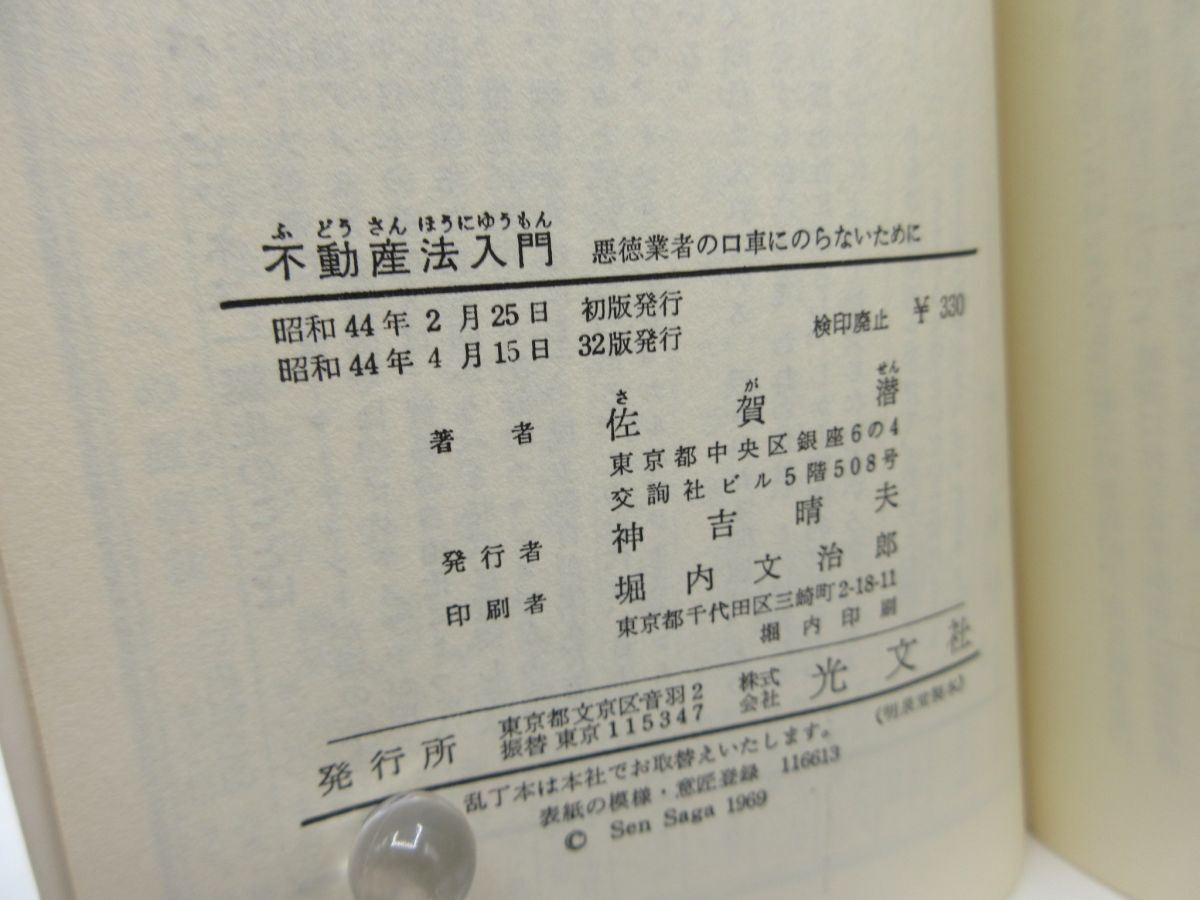 ふどうさんほうにゆうもん
不動産法入門 悪徳業者の口車にのらないために
昭和44年2月25日 初版発行
昭和44年4月15日 32版発行 検印廃止 ¥330
さ が せん
著者 佐賀潜
東京都中央区銀座6の4
交詢社ビル5階508号
発行者 神吉晴夫
印刷者 堀内文治郎
東京都千代田区三崎町2-18-11
堀内印刷
発行所 東京都文京区音羽2 株式会社 光文社
振替東京115347
(明泉堂製本)
乱丁本は本社でお取替えいたします。
表紙の模様・意匠登録 116613
© Sen Saga 1969